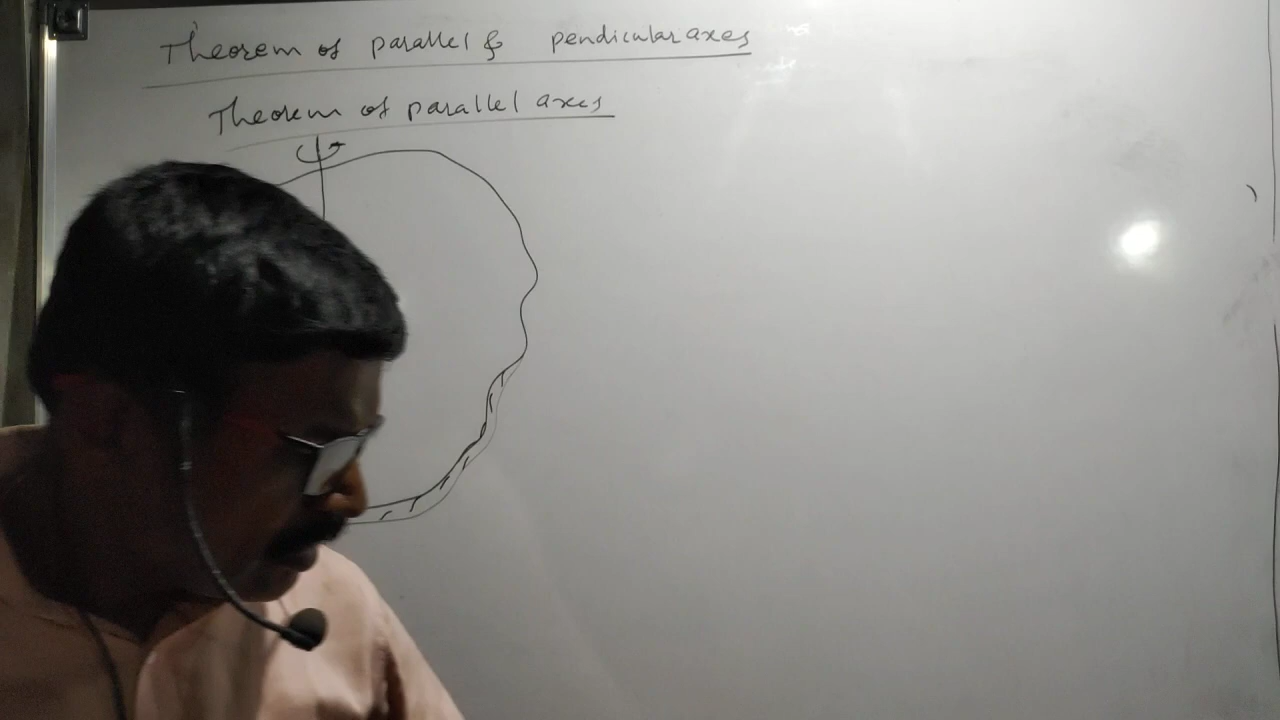 Theorem of parallel & pendicular axes
Theorem of parallel axes